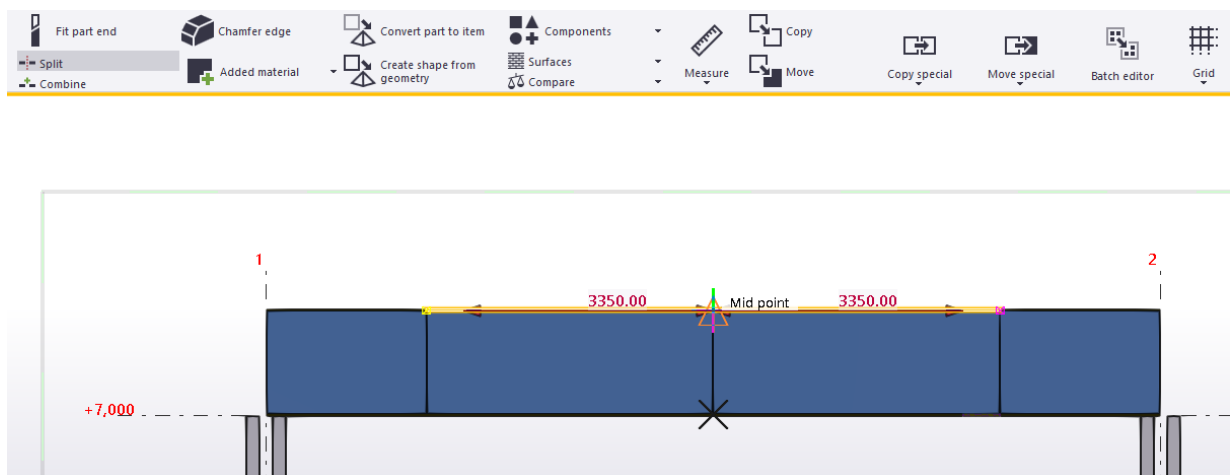 Fit part end
Split
Combine
Chamfer edge
Added material
Convert part to item
Create shape from
geometry
Components
Surfaces
Compare
Measure
Copy
Move
Copy special
Move special
Batch editor
Grid
1
2
3350.00
Mid point
3350.00
+7,000